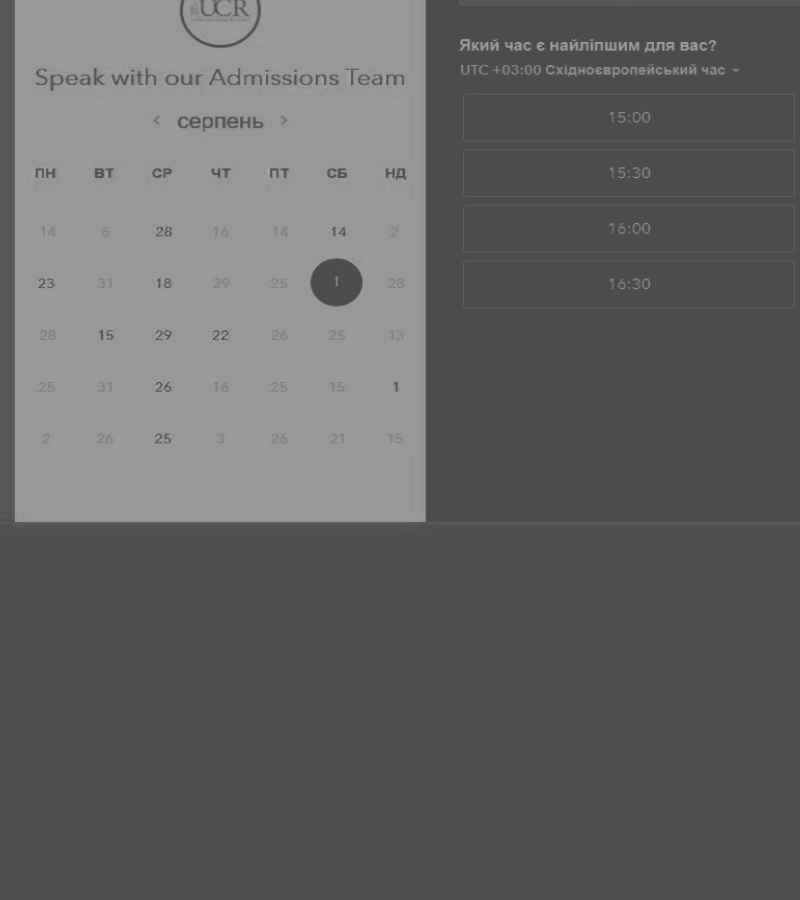 UCR
Speak with our Admissions Team
< серпень >
ПН ВТ СР ЧТ ПТ СБ НД
14 6 28 16 14 14 2
23 31 18 29 25 1 28
28 15 29 22 26 25 13
25 31 26 16 25 15 1
2 26 25 3 26 21 15
Який час є найліпшим для вас?
UTC +03:00 Східноєвропейський час
15:00
15:30
16:00
16:30